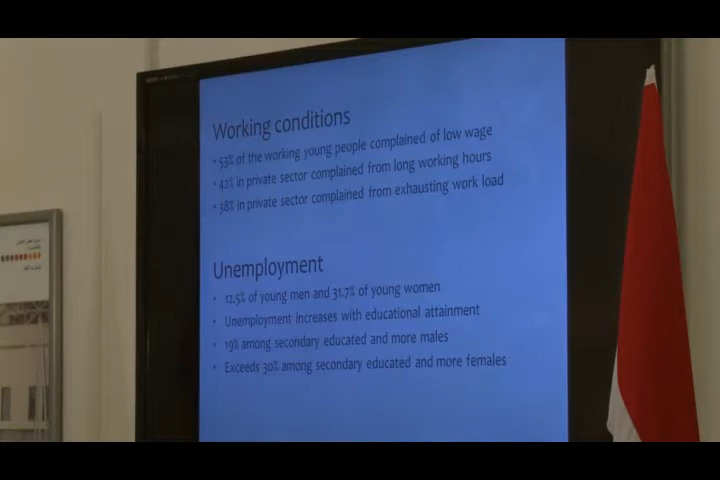 Working conditions
• 53% of the working young people complained of low wage
• 42% in private sector complained from long working hours
• 38% in private sector complained from exhausting work load
Unemployment
• 12.5% of young men and 31.7% of young women
• Unemployment increases with educational attainment
• 19% among secondary educated and more males
• Exceeds 30% among secondary educated and more females